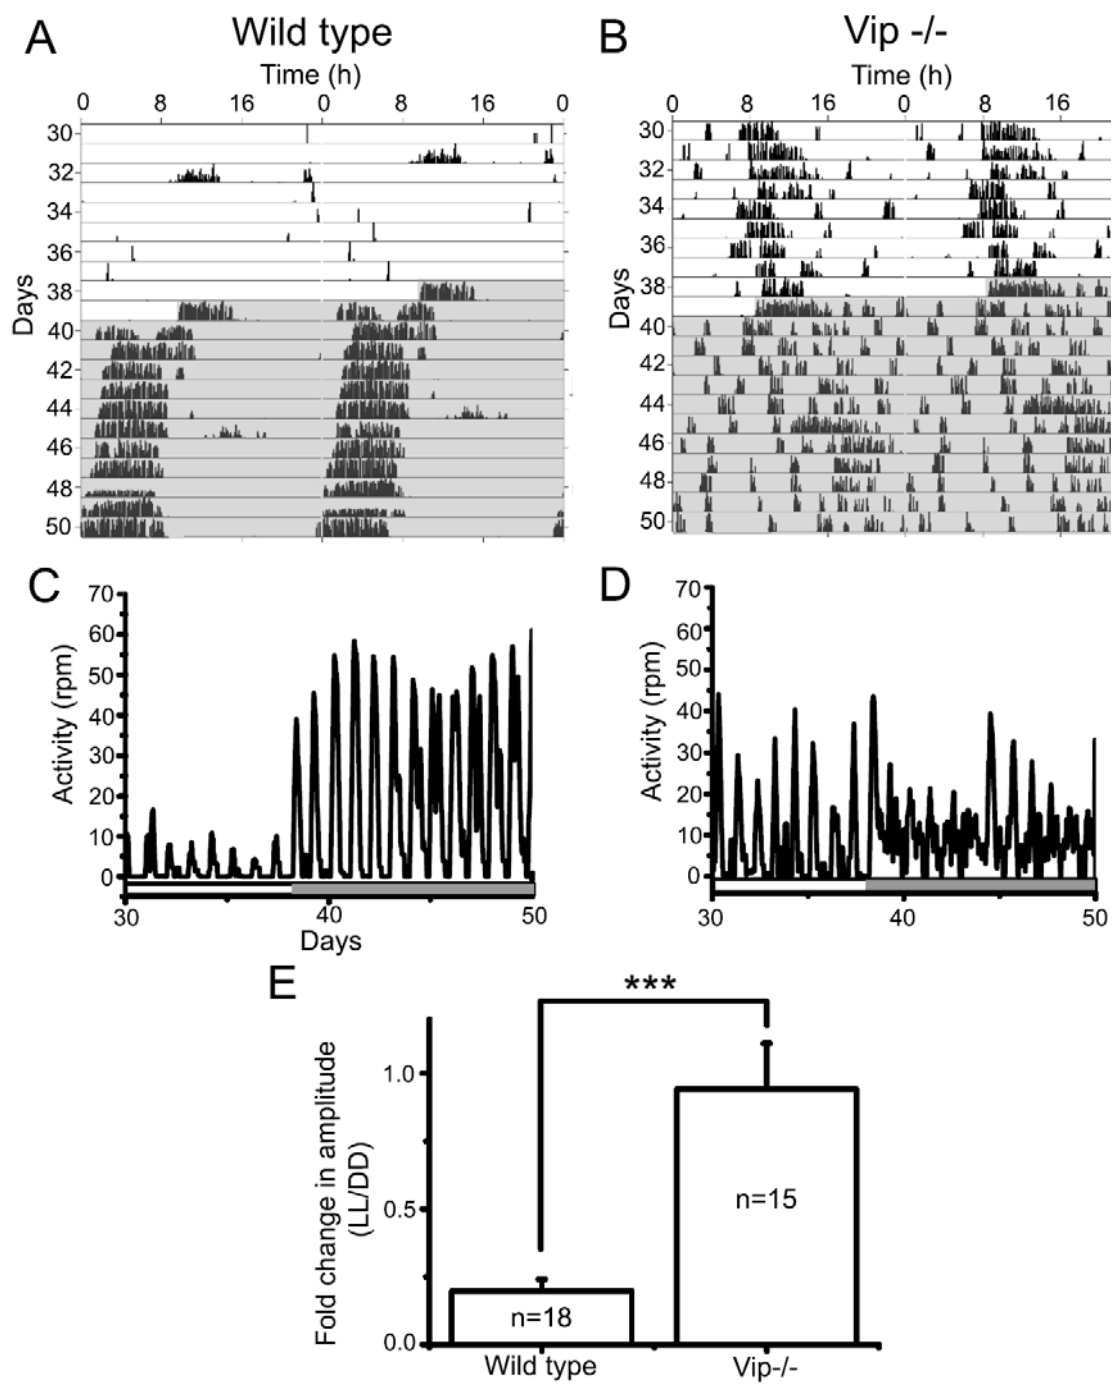 A Wild type B Vip -/-
Time (h) Time (h)
0 8 16 0 8 16 0 0 8 16 0 8 16
30 30
32 32
34 34
36 36
38 38
40 40
42 42
44 44
46 46
48 48
50 50
Days Days
C D
70 70
60 60
50 50
40 40
30 30
20 20
10 10
0 0
Activity (rpm) Activity (rpm)
30 40 50 30 40 50
Days
E
***
Fold change in amplitude
(LL/DD)
1.0
0.5
0.0
n=15
n=18
Wild type Vip-/-